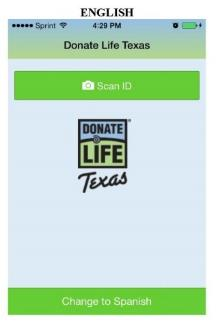 ENGLISH
Sprint 4:29 PM
Donate Life Texas
Scan ID
DONATE
LIFE
Texas
Change to Spanish